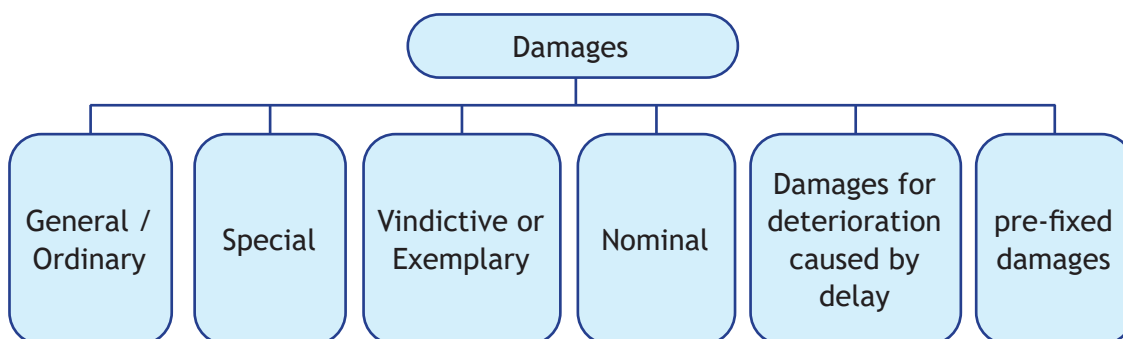 Damages
General /
Ordinary
Special
Vindictive or
Exemplary
Nominal
Damages for
deterioration
caused by
delay
pre-fixed
damages